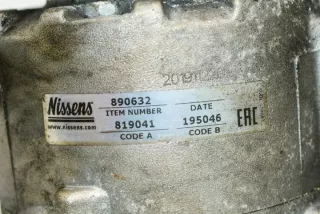 Nissens
www.nissens.com
890632
ITEM NUMBER
DATE
819041
195046
CODE A
CODE B
EAC